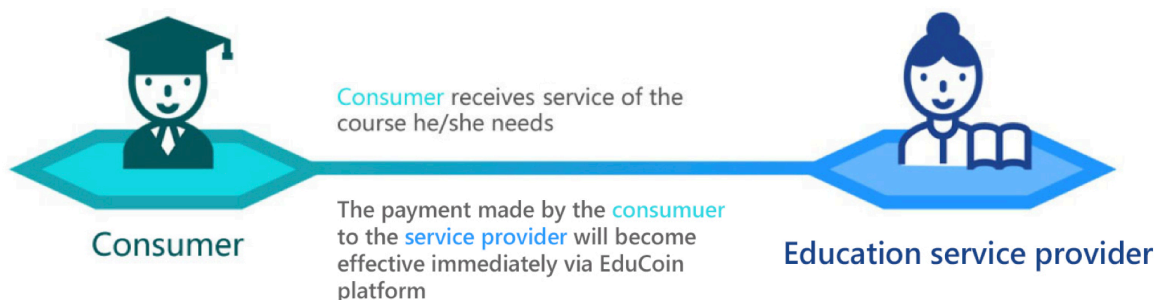 Consumer receives service of the
course he/she needs
The payment made by the consumuer
to the service provider will become
effective immediately via EduCoin
platform
Consumer
Education service provider